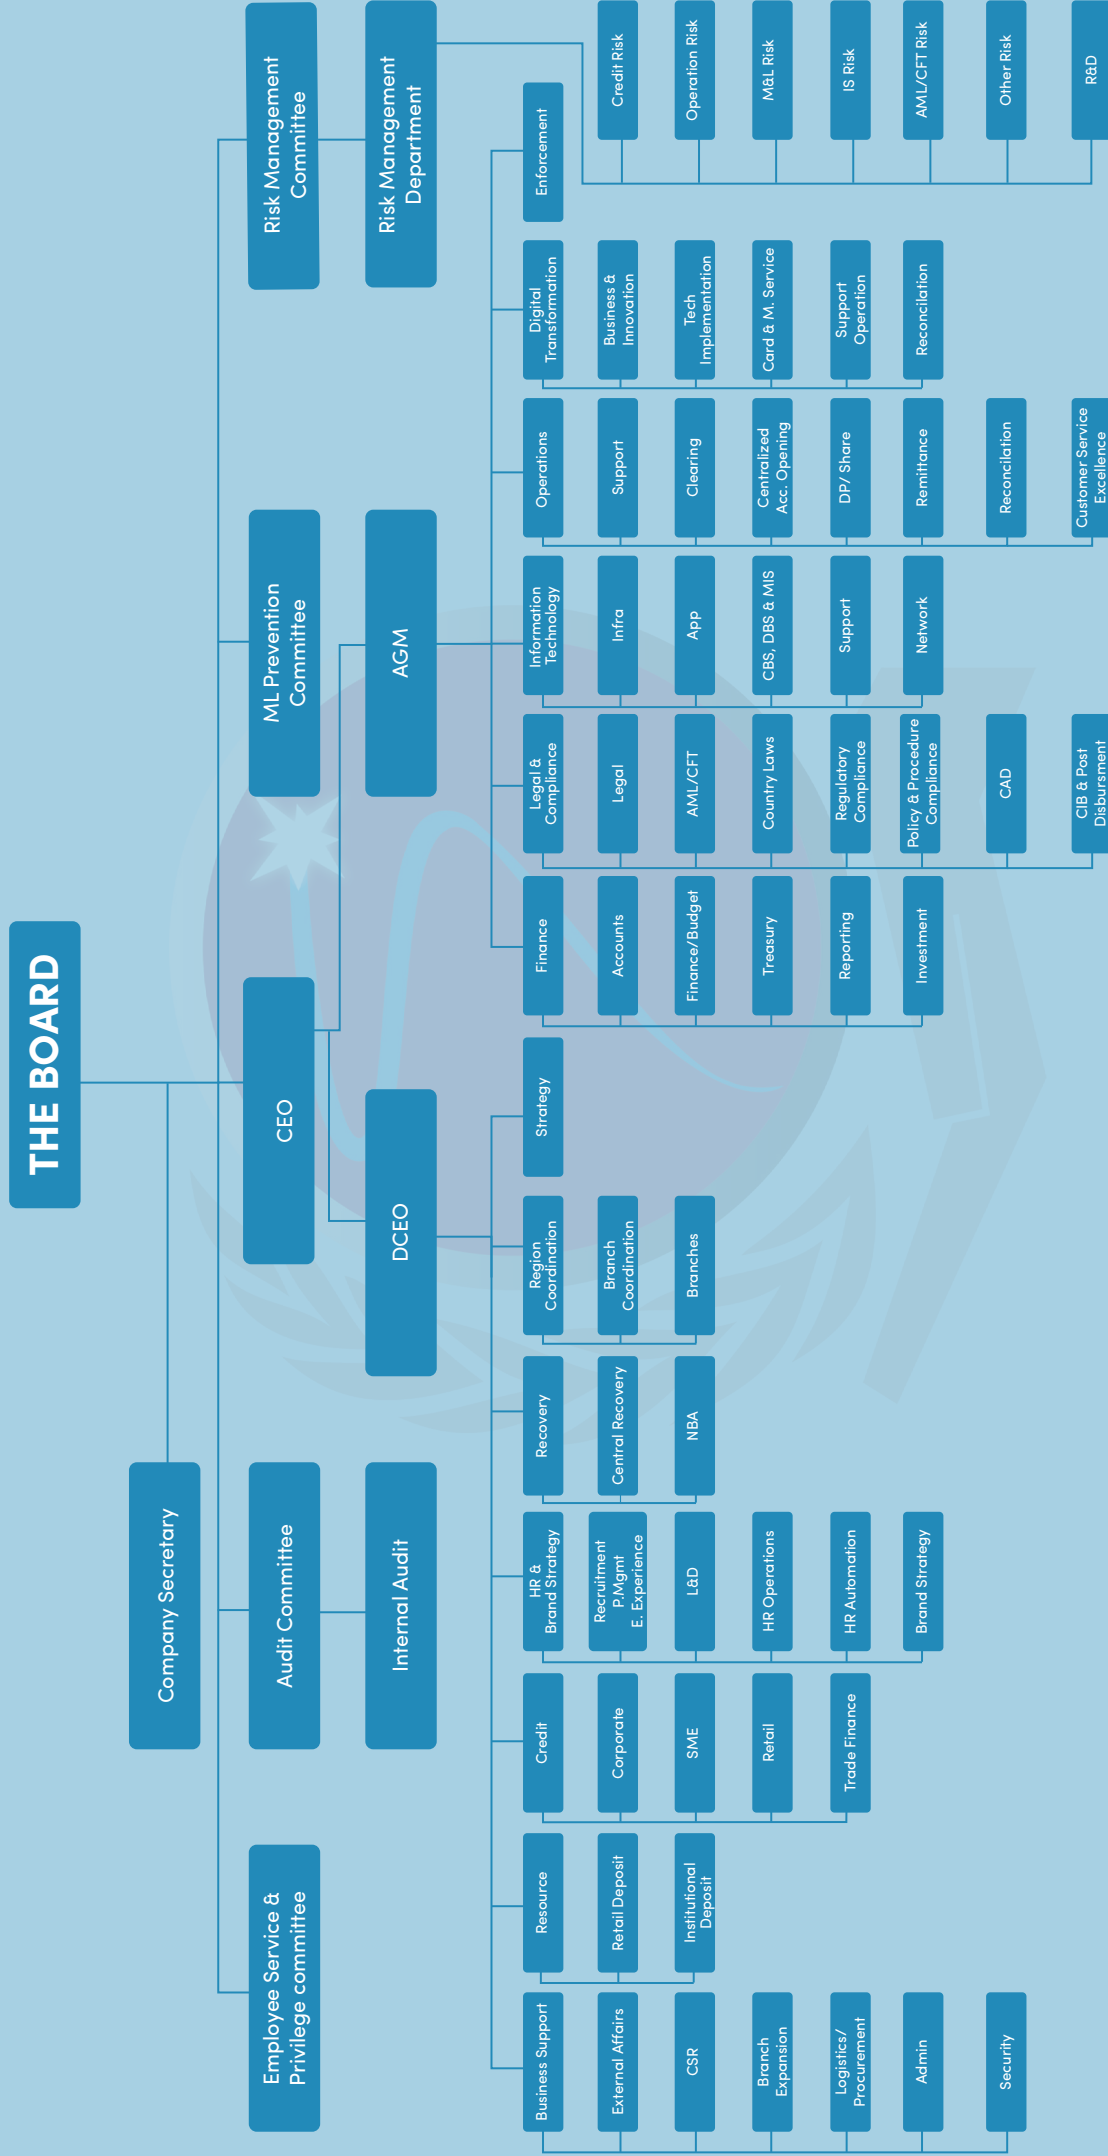 THE BOARD
Company Secretary
Employee Service &
Privilege committee
Audit Committee
CEO
ML Prevention
Committee
Risk Management
Committee
Internal Audit
DCEO
AGM
Risk Management
Department
Business Support
External Affairs
CSR
Branch
Expansion
Logistics/
Procurement
Admin
Security
Resource
Retail Deposit
Institutional
Deposit
Credit
Corporate
SME
Retail
Trade Finance
HR &
Brand Strategy
Recruitment
P.Mgmt
E. Experience
L&D
HR Operations
HR Automation
Brand Strategy
Recovery
Central Recovery
NBA
Region
Coordination
Branch
Coordination
Branches
Strategy
Finance
Accounts
Finance/Budget
Treasury
Reporting
Investment
Legal &
Compliance
Legal
AML/CFT
Country Laws
Regulatory
Compliance
Policy & Procedure
Compliance
CAD
CIB & Post
Disbursment
Information
Technology
Infra
App
CBS, DBS & MIS
Support
Network
Operations
Support
Clearing
Centralized
Acc. Opening
DP/ Share
Remittance
Reconcilation
Customer Service
Excellence
Digital
Transformation
Business &
Innovation
Tech
Implementation
Card & M. Service
Support
Operation
Reconcilation
Enforcement
Credit Risk
Operation Risk
M&L Risk
IS Risk
AML/CFT Risk
Other Risk
R&D